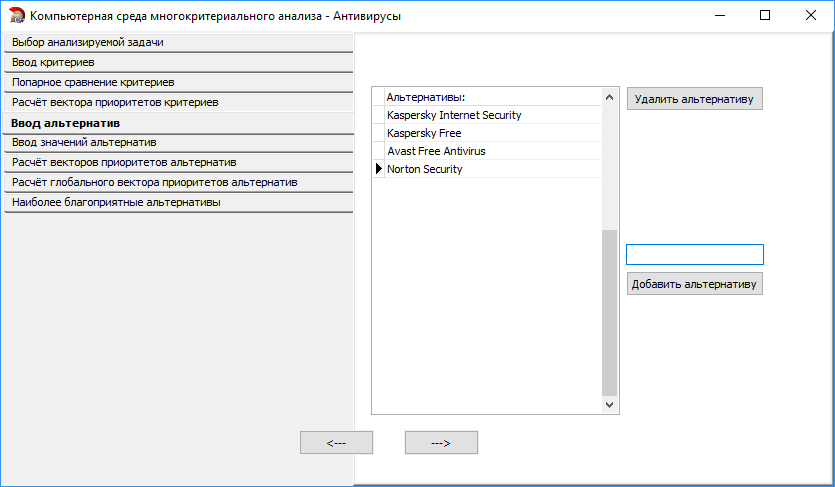 Компьютерная среда многокритериального анализа - Антивирусы
Выбор анализируемой задачи
Ввод критериев
Попарное сравнение критериев
Расчёт вектора приоритетов критериев
Ввод альтернатив
Ввод значений альтернатив
Расчёт векторов приоритетов альтернатив
Расчёт глобального вектора приоритетов альтернатив
Наиболее благоприятные альтернативы
Альтернативы:
Kaspersky Internet Security
Kaspersky Free
Avast Free Antivirus
Norton Security
Удалить альтернативу
Добавить альтернативу
<---
--->